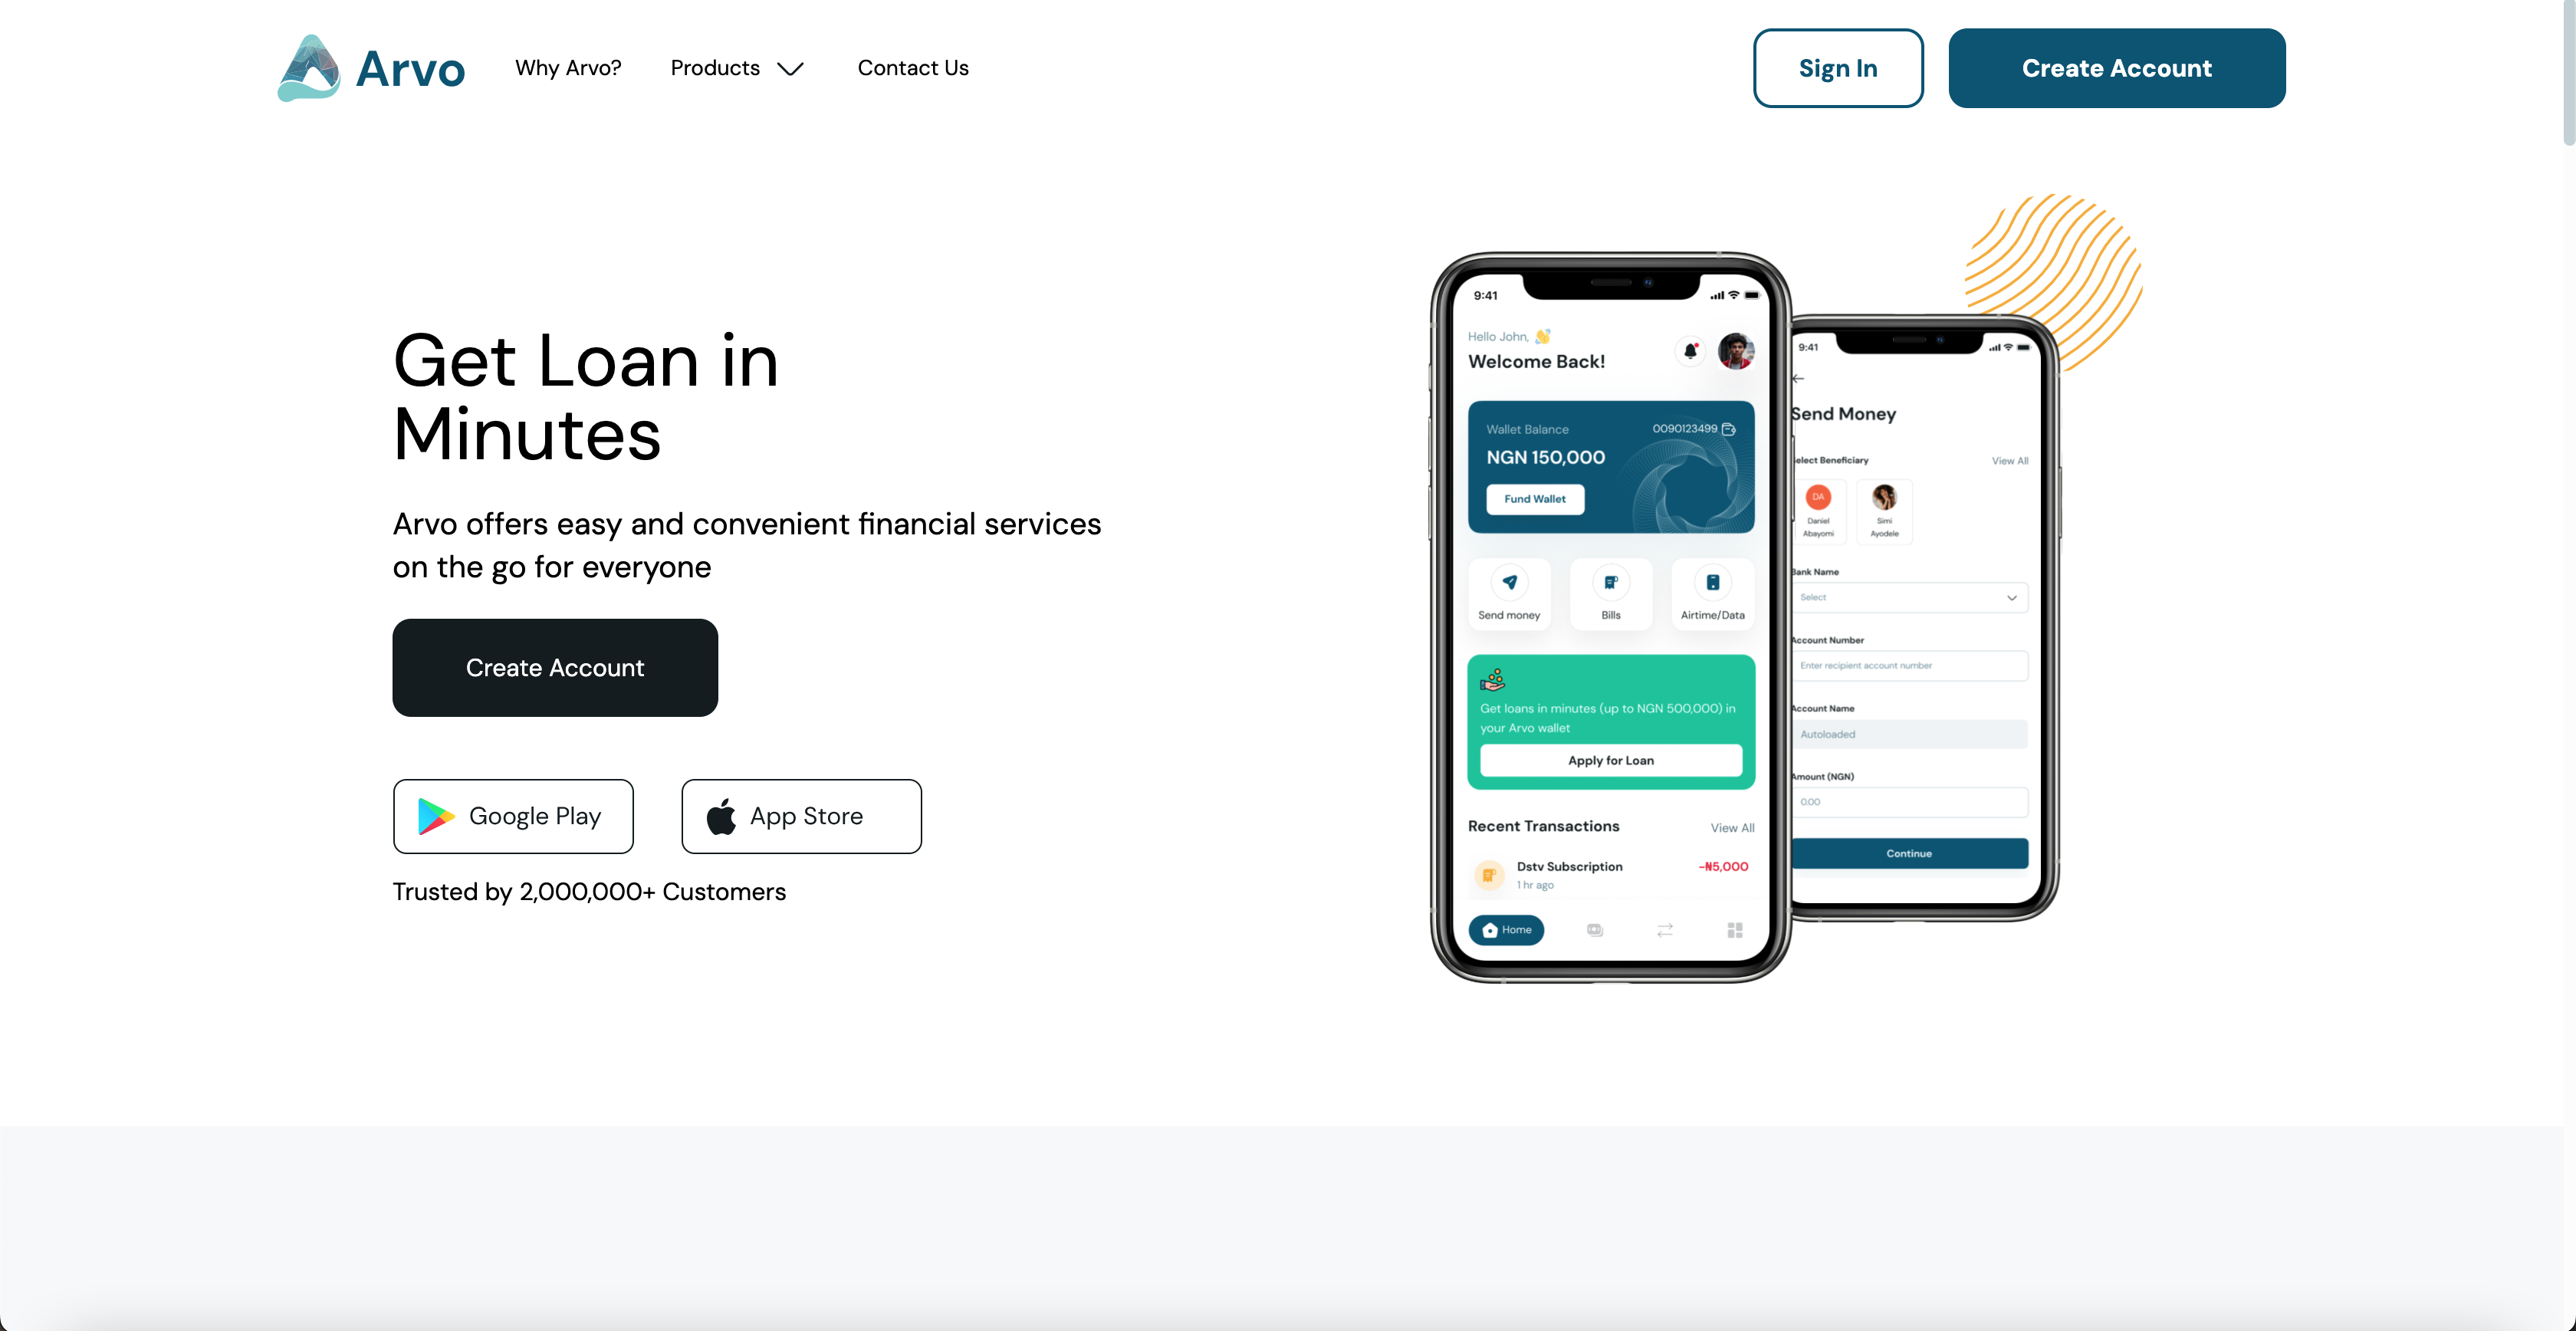 Arvo
Why Arvo?
Products
Contact Us
Sign In
Create Account
Get Loan in
Minutes
Arvo offers easy and convenient financial services
on the go for everyone
Create Account
Google Play
App Store
Trusted by 2,000,000+ Customers
9:41
Hello John, 👋
Welcome Back!
Wallet Balance
0090123499
NGN 150,000
Fund Wallet
Send money
Bills
Airtime/Data
Get loans in minutes (up to NGN 500,000) in
your Arvo wallet
Apply for Loan
Recent Transactions
View All
Dstv Subscription
-₦5,000
1 hr ago
Home
9:41
Send Money
elect Beneficiary
View All
DA
Daniel
Abayomi
Simi
Ayodele
Bank Name
Select
Account Number
Enter recipient account number
Account Name
Autoloaded
Amount (NGN)
0.00
Continue